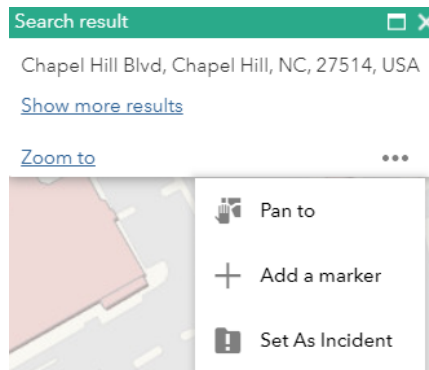 Search result
Chapel Hill Blvd, Chapel Hill, NC, 27514, USA
Show more results
Zoom to
Pan to
Add a marker
Set As Incident